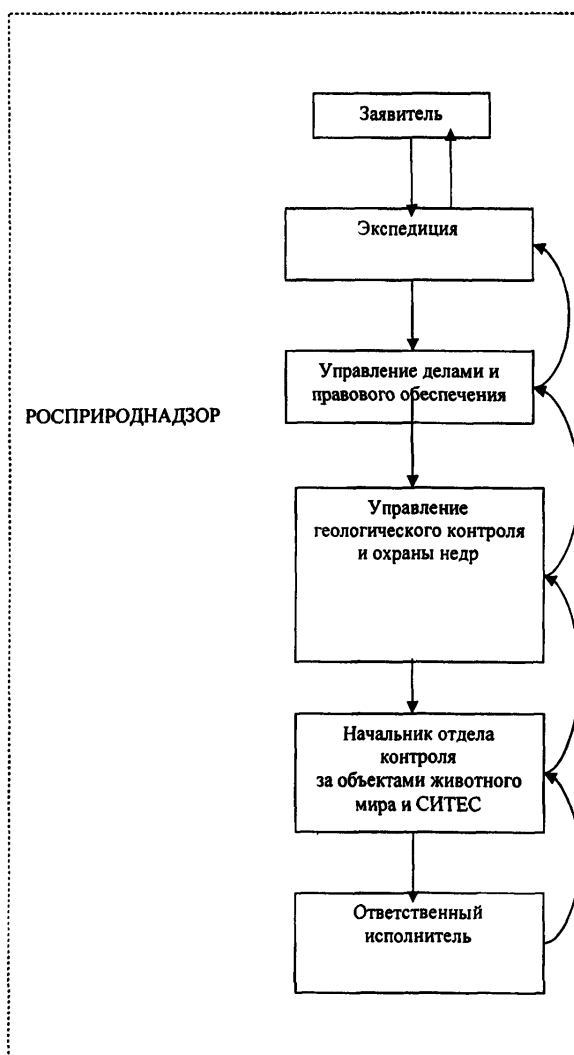 Заявитель
Экспедиция
Управление делами и
правового обеспечения
РОСПРИРОДНАДЗОР
Управление
геологического контроля
и охраны недр
Начальник отдела
контроля
за объектами животного
мира и СИТЕС
Ответственный
исполнитель